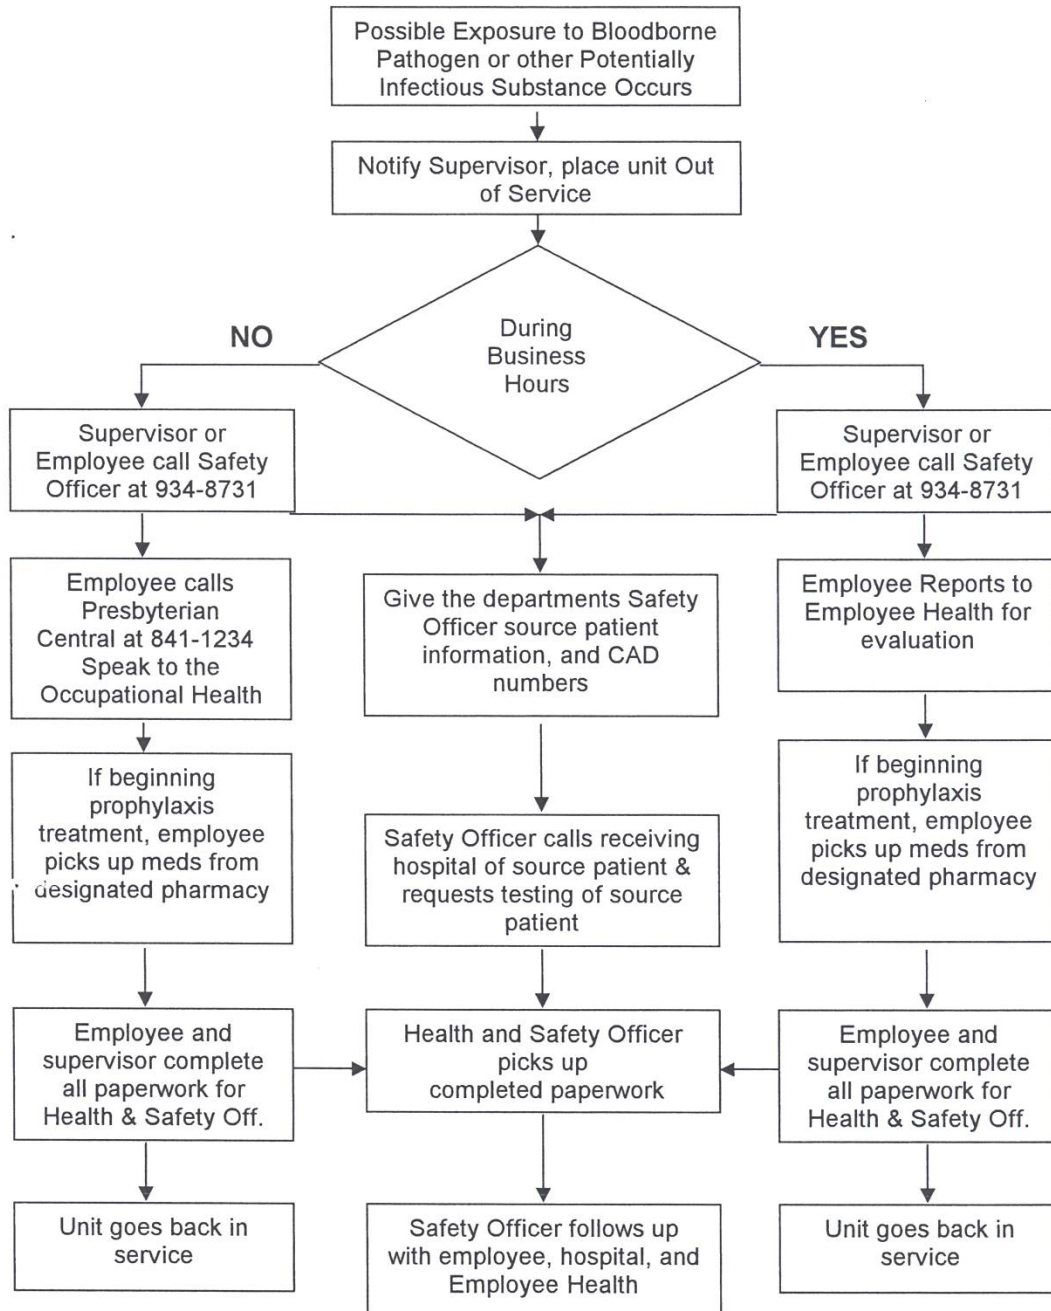 Possible Exposure to Bloodborne
Pathogen or other Potentially
Infectious Substance Occurs
Notify Supervisor, place unit Out
of Service
During
Business
Hours
NO
YES
Supervisor or
Employee call Safety
Officer at 934-8731
Supervisor or
Employee call Safety
Officer at 934-8731
Employee calls
Presbyterian
Central at 841-1234
Speak to the
Occupational Health
Give the departments Safety
Officer source patient
information, and CAD
numbers
Employee Reports to
Employee Health for
evaluation
If beginning
prophylaxis
treatment, employee
picks up meds from
designated pharmacy
Safety Officer calls receiving
hospital of source patient &
requests testing of source
patient
If beginning
prophylaxis
treatment, employee
picks up meds from
designated pharmacy
Employee and
supervisor complete
all paperwork for
Health & Safety Off.
Health and Safety Officer
picks up
completed paperwork
Employee and
supervisor complete
all paperwork for
Health & Safety Off.
Unit goes back in
service
Safety Officer follows up
with employee, hospital, and
Employee Health
Unit goes back in
service